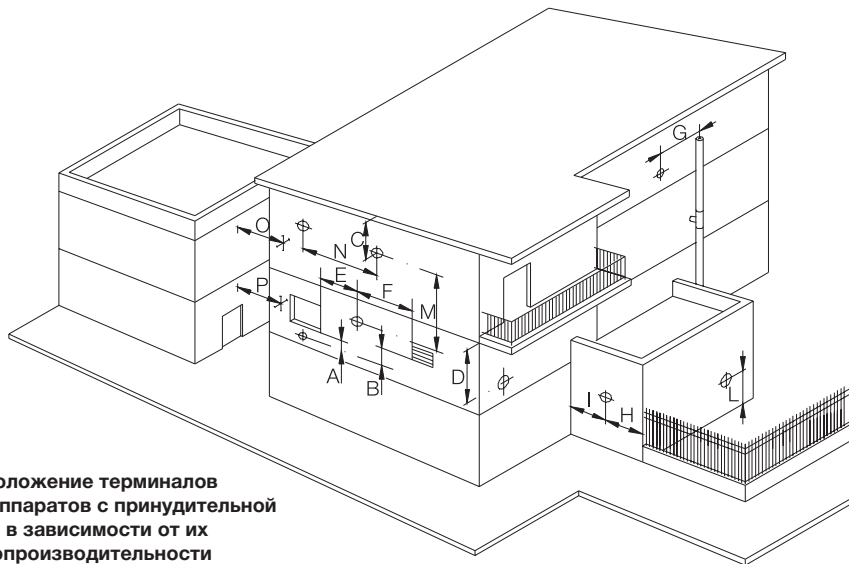 G
O
C
N
E
P
F
M
A
B
D
L
I
H
оложение терминалов
ппаратов с принудительной
в зависимости от их
опроизводительности